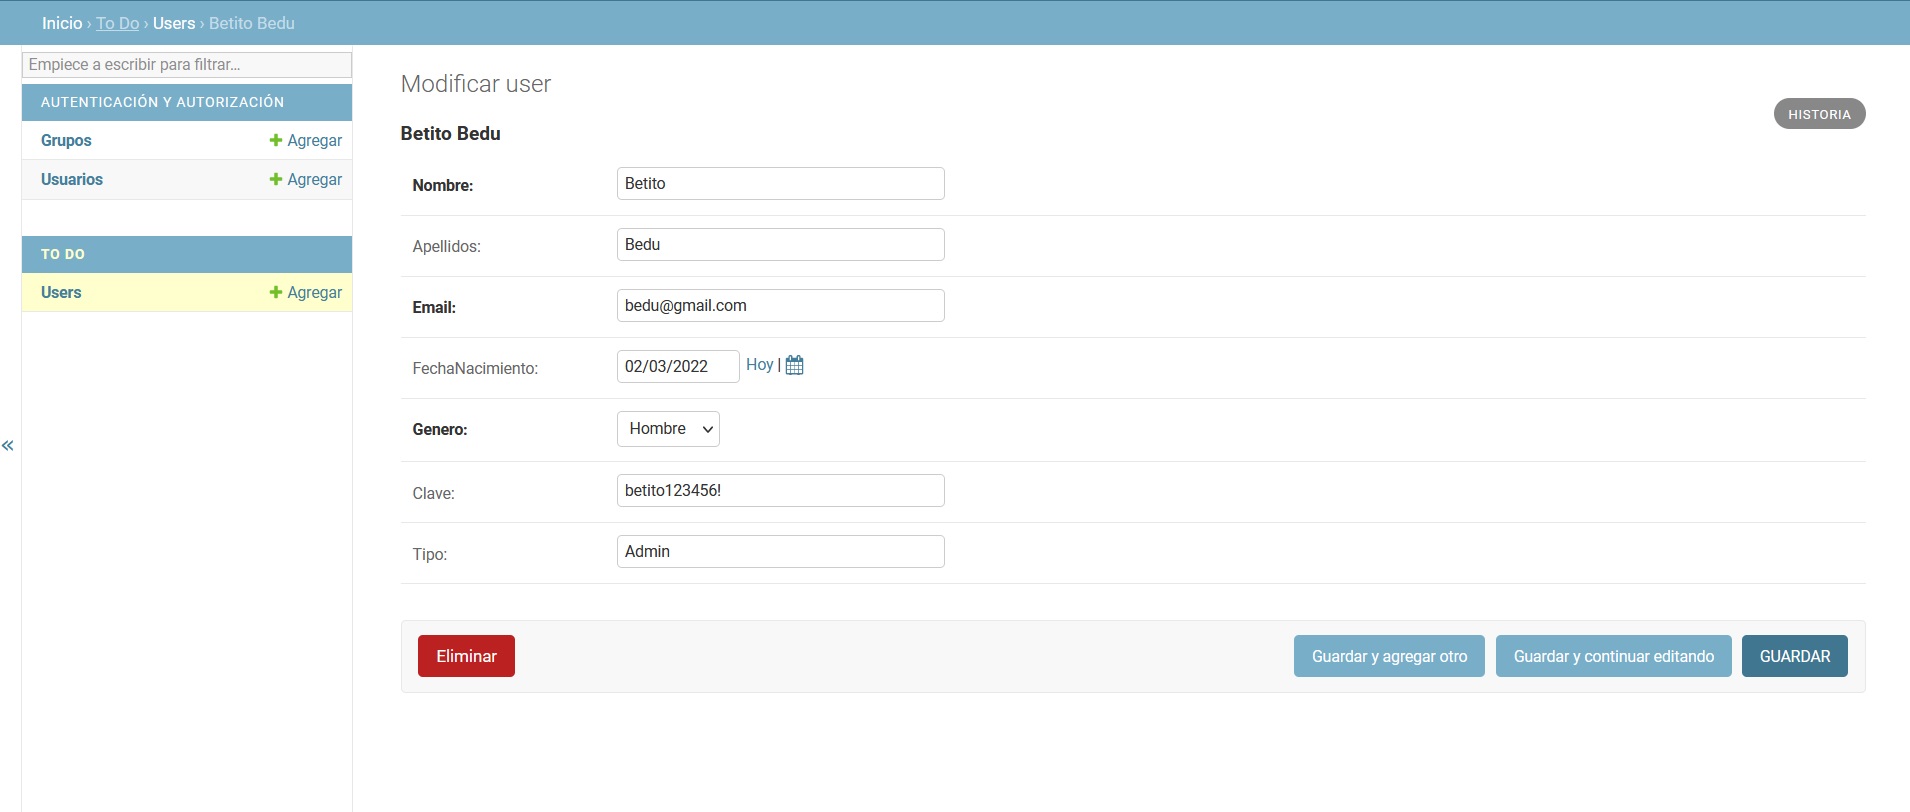 Inicio › To Do › Users › Betito Bedu
Empiece a escribir para filtrar...
AUTENTICACIÓN Y AUTORIZACIÓN
Grupos + Agregar
Usuarios + Agregar
TO DO
Users + Agregar
«
Modificar user
HISTORIA
Betito Bedu
Nombre: Betito
Apellidos: Bedu
Email: bedu@gmail.com
FechaNacimiento: 02/03/2022 Hoy |
Genero: Hombre
Clave: betito123456!
Tipo: Admin
Eliminar Guardar y agregar otro Guardar y continuar editando GUARDAR